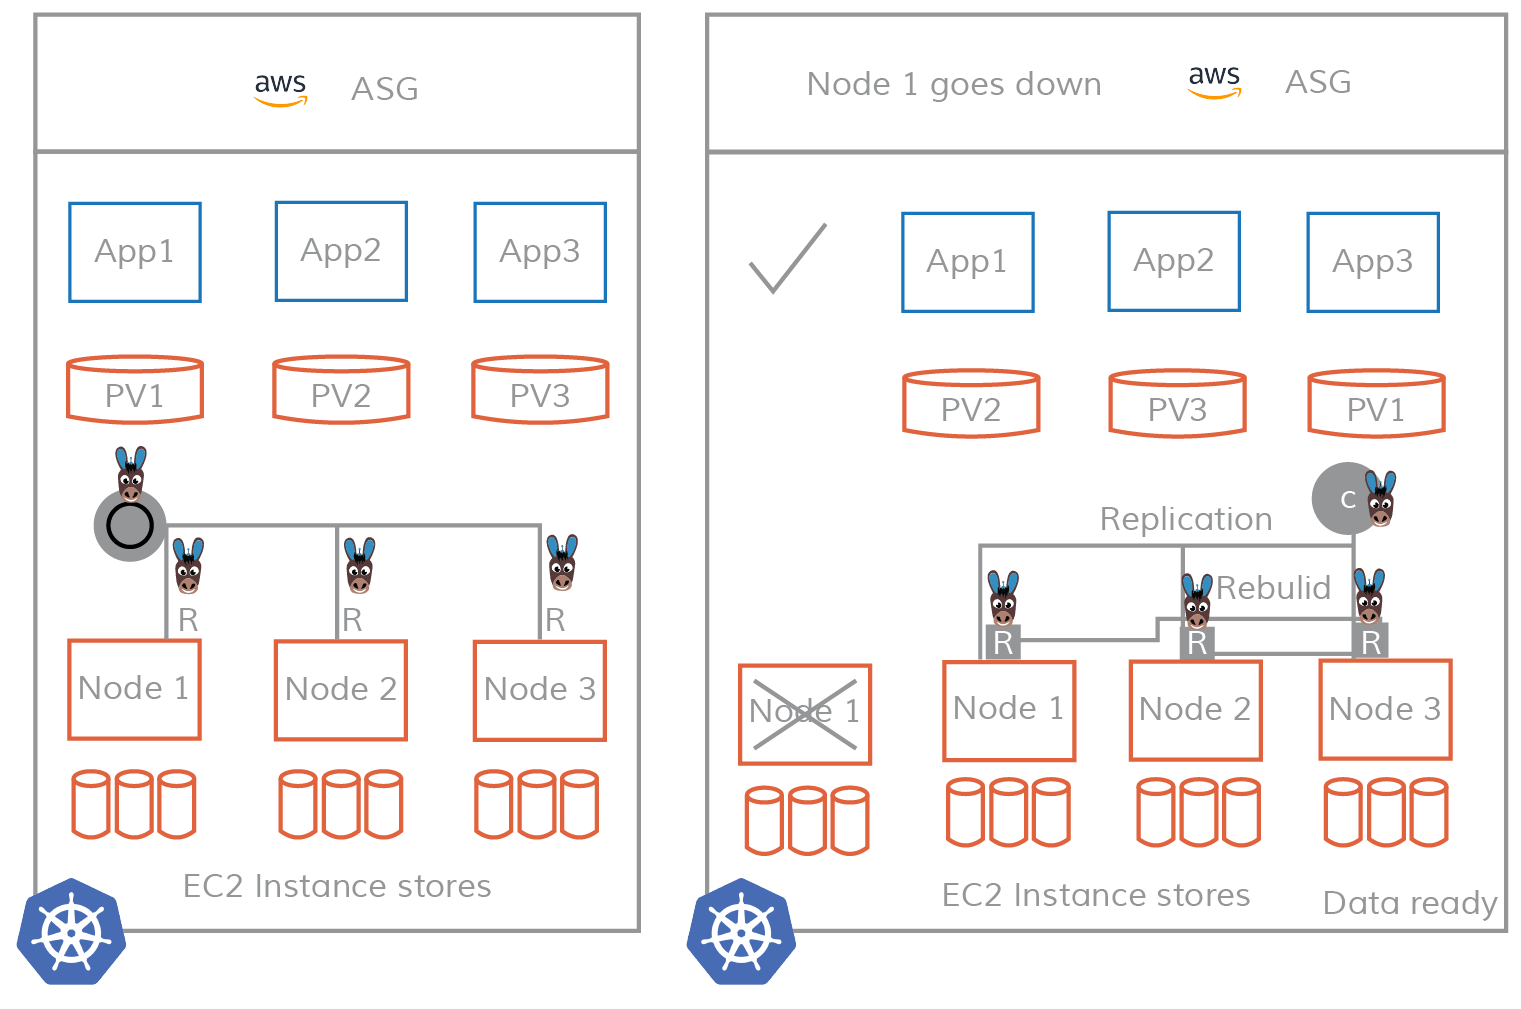 aws ASG
App1 App2 App3
PV1 PV2 PV3
R R R
Node 1 Node 2 Node 3
EC2 Instance stores
Node 1 goes down aws ASG
App1 App2 App3
PV2 PV3 PV1
c
Replication
Rebulid
R R R
Node 1 Node 1 Node 2 Node 3
EC2 Instance stores
Data ready